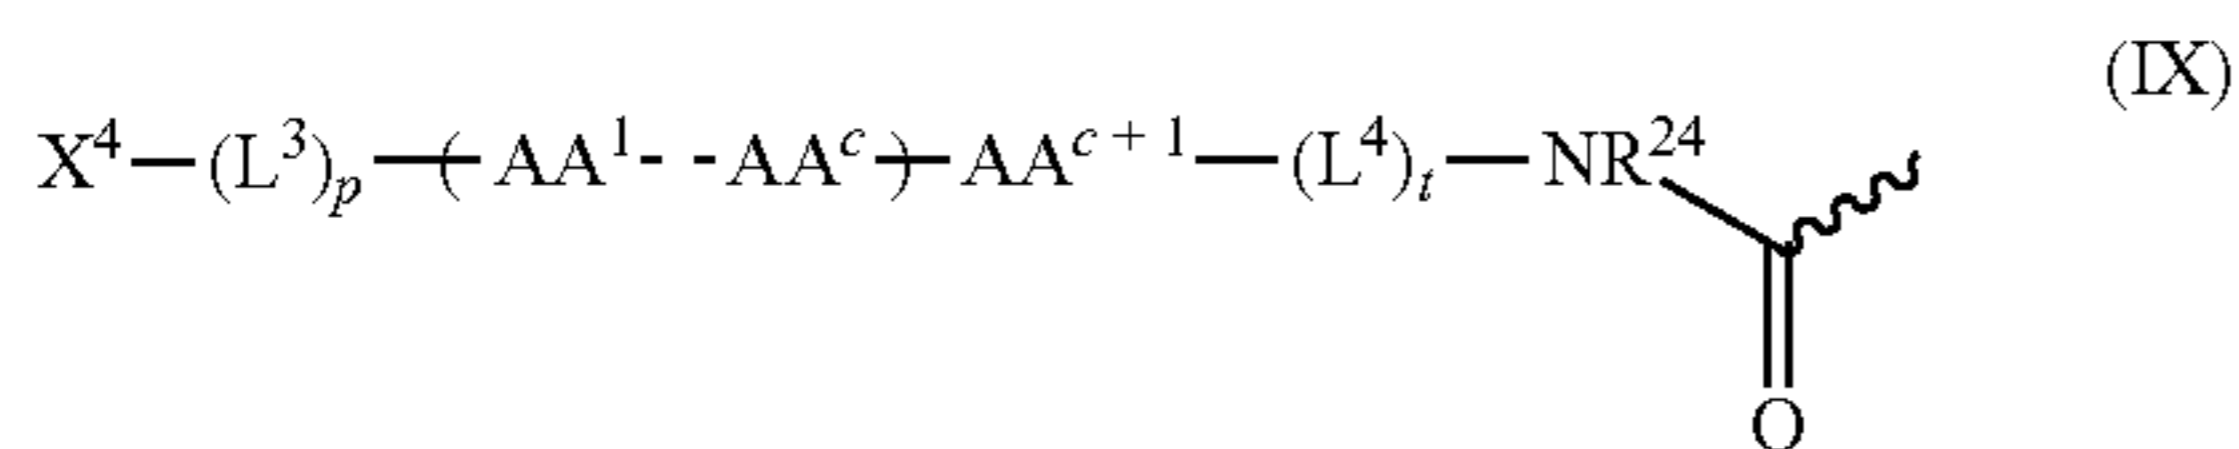 (IX)
X⁴—(L³)ₚ—( AA¹- -AAᶜ)—AAᶜ⁺¹—(L⁴)ₜ—NR²⁴
O